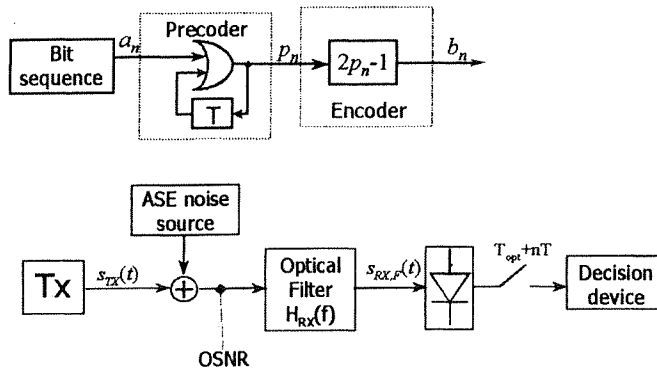 Precoder
Bit
sequence
a_n
p_n
2p_n-1
b_n
T
Encoder
ASE noise
source
Tx
s_TX(t)
OSNR
Optical
Filter
H_RX(f)
s_RX,F(t)
T_opt+nT
Decision
device